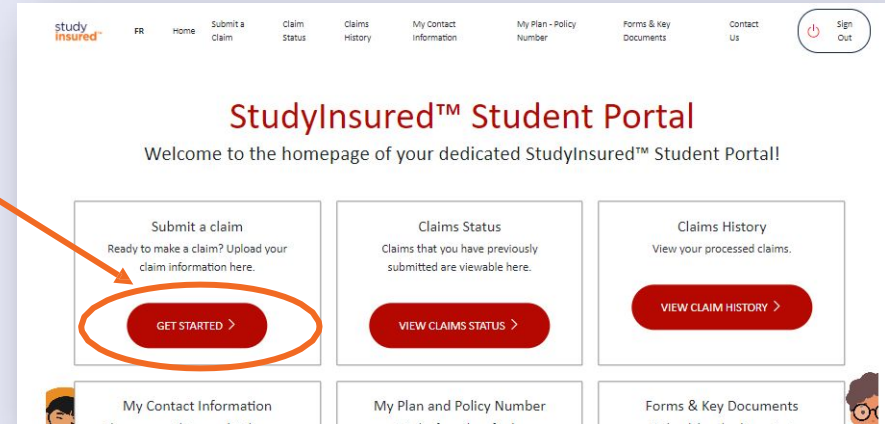 study
insured™
FR
Home
Submit a
Claim
Claim
Status
Claims
History
My Contact
Information
My Plan - Policy
Number
Forms & Key
Documents
Contact
Us
Sign
Out
StudyInsured™ Student Portal
Welcome to the homepage of your dedicated StudyInsured™ Student Portal!
Submit a claim
Ready to make a claim? Upload your
claim information here.
GET STARTED >
Claims Status
Claims that you have previously
submitted are viewable here.
VIEW CLAIMS STATUS >
Claims History
View your processed claims.
VIEW CLAIM HISTORY >
My Contact Information
My Plan and Policy Number
Forms & Key Documents